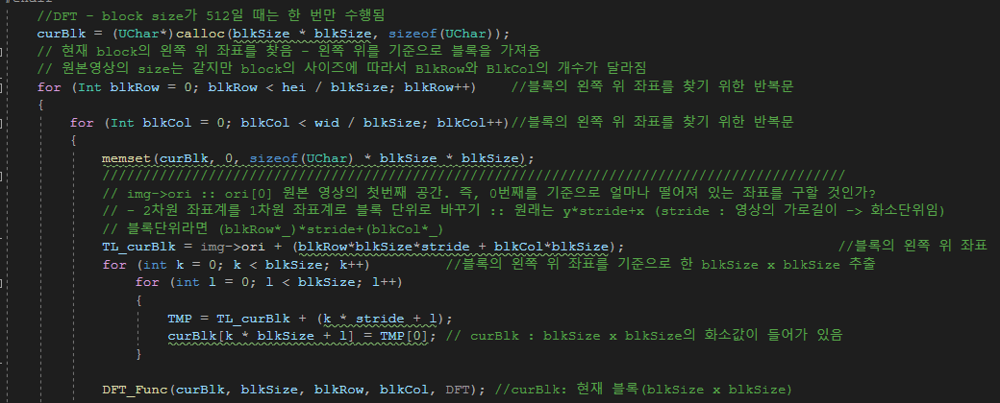 //DFT - block size가 512일 때는 한 번만 수행됨
curBlk = (UChar*)calloc(blkSize * blkSize, sizeof(UChar));
// 현재 block의 왼쪽 위 좌표를 찾음 - 왼쪽 위를 기준으로 블록을 가져옴
// 원본영상의 size는 같지만 block의 사이즈에 따라서 BlkRow와 BlkCol의 개수가 달라짐
for (Int blkRow = 0; blkRow < hei / blkSize; blkRow++) //블록의 왼쪽 위 좌표를 찾기 위한 반복문
{
for (Int blkCol = 0; blkCol < wid / blkSize; blkCol++)//블록의 왼쪽 위 좌표를 찾기 위한 반복문
{
memset(curBlk, 0, sizeof(UChar) * blkSize * blkSize);
///////////////////////////////////////////////////////////////////////////////////////////
// img->ori :: ori[0] 원본 영상의 첫번째 공간. 즉, 0번째를 기준으로 얼마나 떨어져 있는 좌표를 구할 것인가?
// - 2차원 좌표계를 1차원 좌표계로 블록 단위로 바꾸기 :: 원래는 y*stride+x (stride : 영상의 가로길이 -> 화소단위임)
// 블록단위라면 (blkRow*_)*stride+(blkCol*_)
TL_curBlk = img->ori + (blkRow*blkSize*stride + blkCol*blkSize); //블록의 왼쪽 위 좌표
for (int k = 0; k < blkSize; k++) //블록의 왼쪽 위 좌표를 기준으로 한 blkSize x blkSize 추출
for (int l = 0; l < blkSize; l++)
{
TMP = TL_curBlk + (k * stride + l);
curBlk[k * blkSize + l] = TMP[0]; // curBlk : blkSize x blkSize의 화소값이 들어가 있음
}
DFT_Func(curBlk, blkSize, blkRow, blkCol, DFT); //curBlk: 현재 블록(blkSize x blkSize)